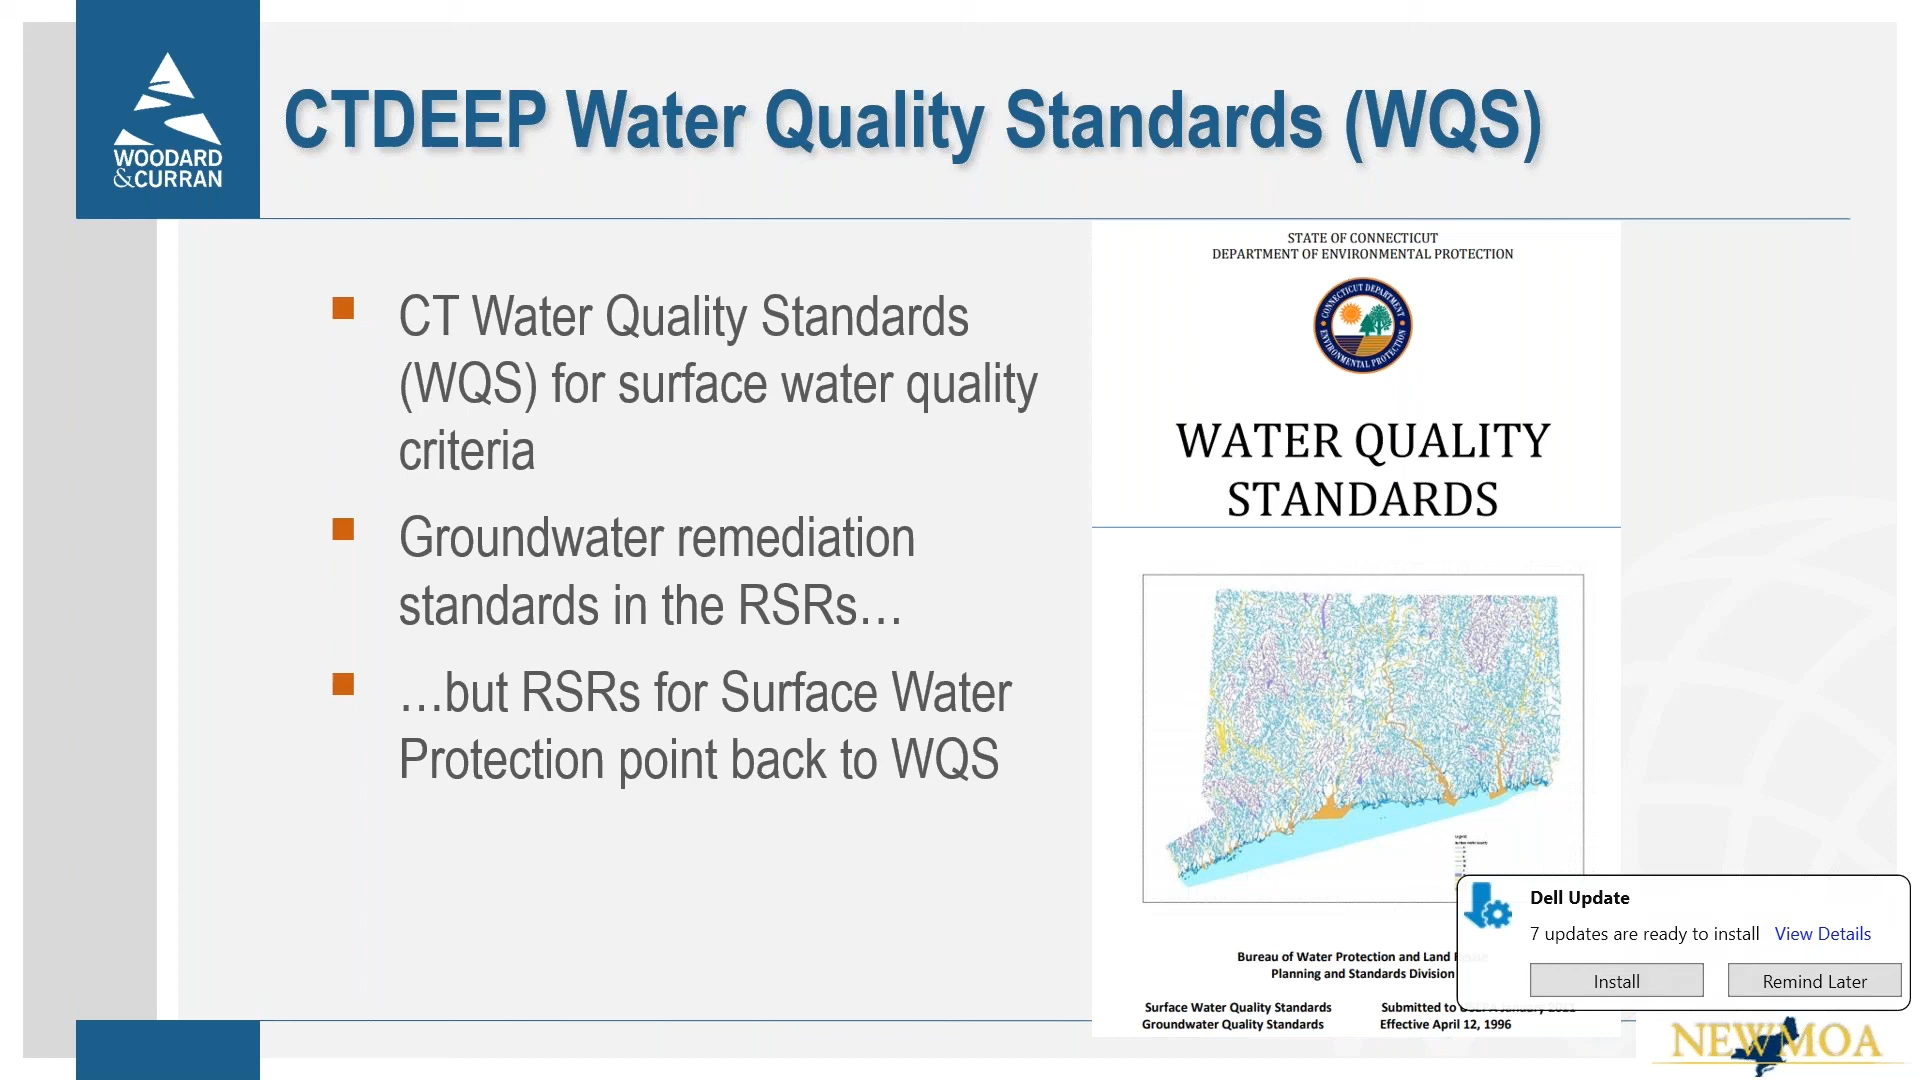 WOODARD
&CURRAN
CTDEEP Water Quality Standards (WQS)
CT Water Quality Standards
(WQS) for surface water quality
criteria
Groundwater remediation
standards in the RSRs…
…but RSRs for Surface Water
Protection point back to WQS
STATE OF CONNECTICUT
DEPARTMENT OF ENVIRONMENTAL PROTECTION
CONNECTICUT DEPARTMENT
ENVIRONMENTAL PROTECTION
WATER QUALITY
STANDARDS
Bureau of Water Protection and Land
Planning and Standards Division
Surface Water Quality Standards Submitted to
Groundwater Quality Standards Effective April 12, 1996
Dell Update
7 updates are ready to install View Details
Install Remind Later
NEWMOA